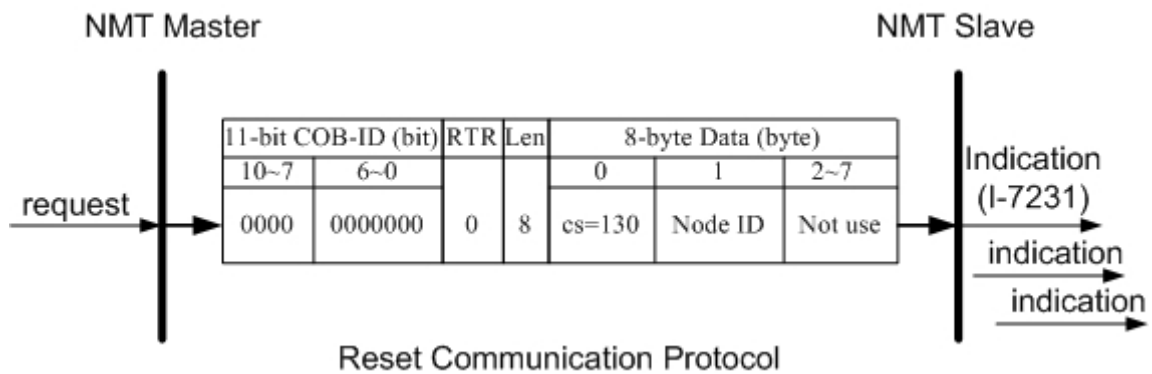 NMT Master
NMT Slave
11-bit COB-ID (bit) RTR Len 8-byte Data (byte)
10~7 6~0 0 1 2~7
0000 0000000 0 8 cs=130 Node ID Not use
request
Indication
(I-7231)
indication
indication
Reset Communication Protocol